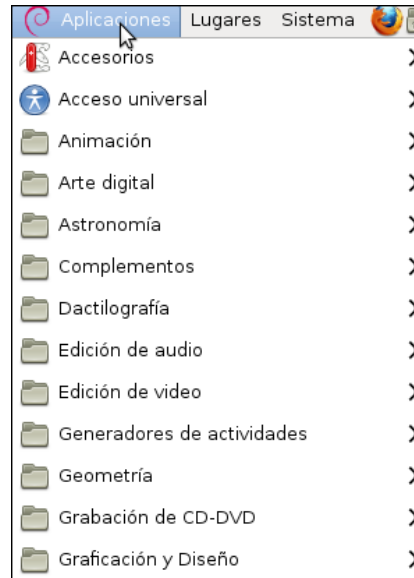 Aplicaciones Lugares Sistema
Accesorios
Acceso universal
Animación
Arte digital
Astronomía
Complementos
Dactilografía
Edición de audio
Edición de video
Generadores de actividades
Geometría
Grabación de CD-DVD
Graficación y Diseño